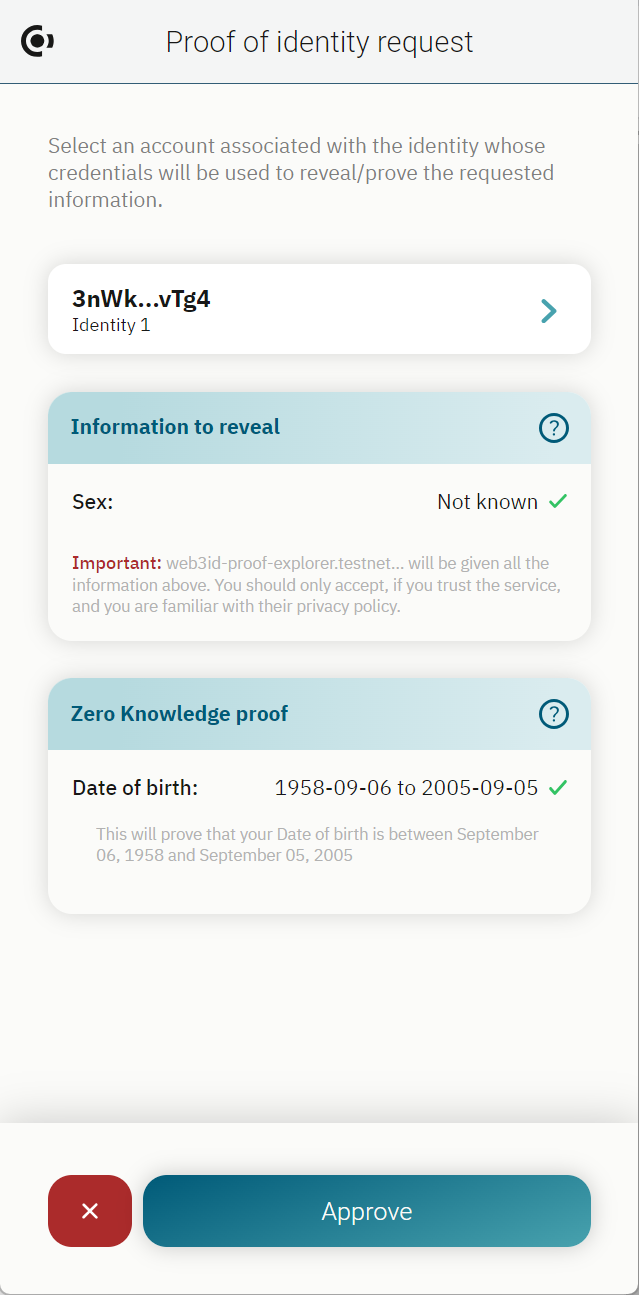 Proof of identity request
Select an account associated with the identity whose
credentials will be used to reveal/prove the requested
information.
3nWk...vTg4
Identity 1
Information to reveal
?
Sex:
Not known
Important: web3id-proof-explorer.testnet... will be given all the
information above. You should only accept, if you trust the service,
and you are familiar with their privacy policy.
Zero Knowledge proof
?
Date of birth:
1958-09-06 to 2005-09-05
This will prove that your Date of birth is between September
06, 1958 and September 05, 2005
Approve